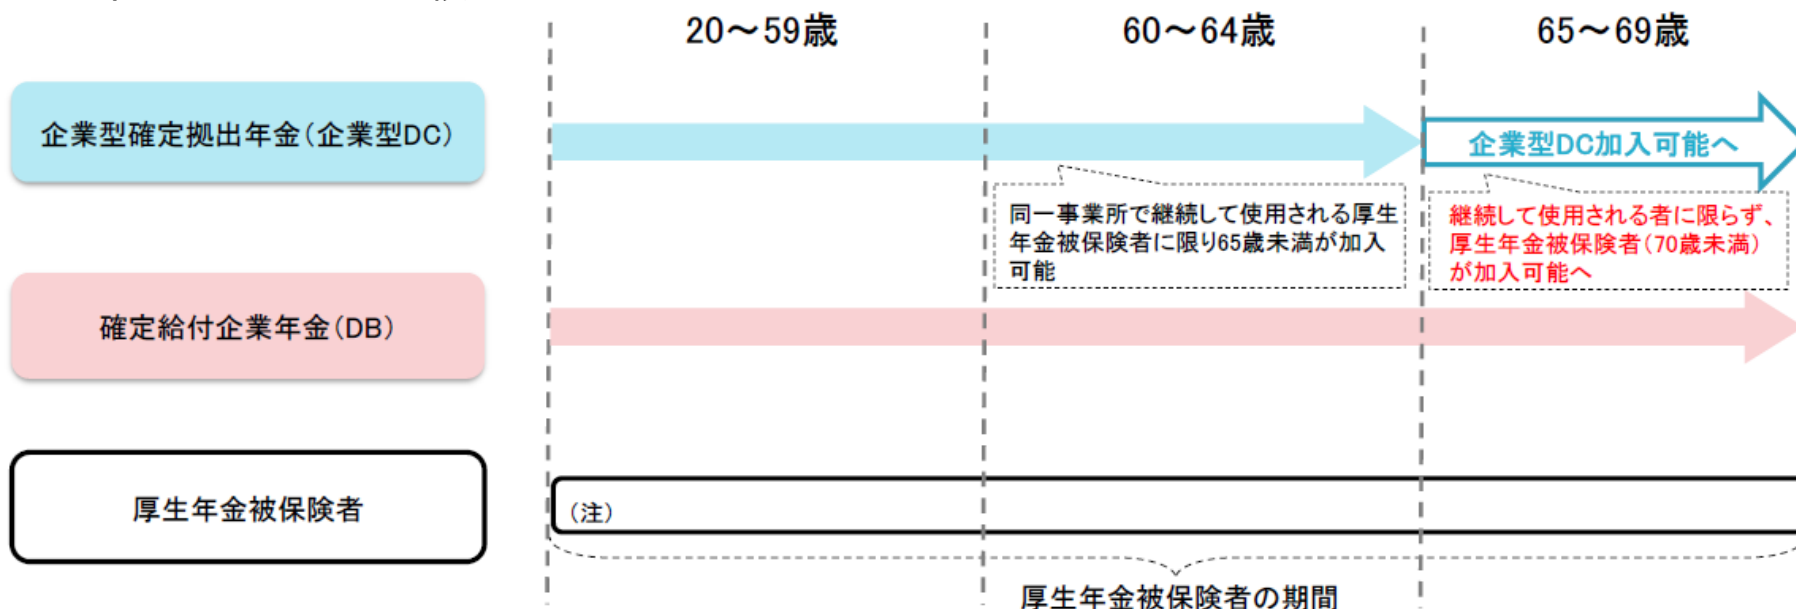 20～59歳
60～64歳
65～69歳
企業型確定拠出年金(企業型DC)
企業型DC加入可能へ
同一事業所で継続して使用される厚生
年金被保険者に限り65歳未満が加入
可能
継続して使用される者に限らず、
厚生年金被保険者(70歳未満)
が加入可能へ
確定給付企業年金(DB)
厚生年金被保険者
(注)
厚生年金被保険者の期間